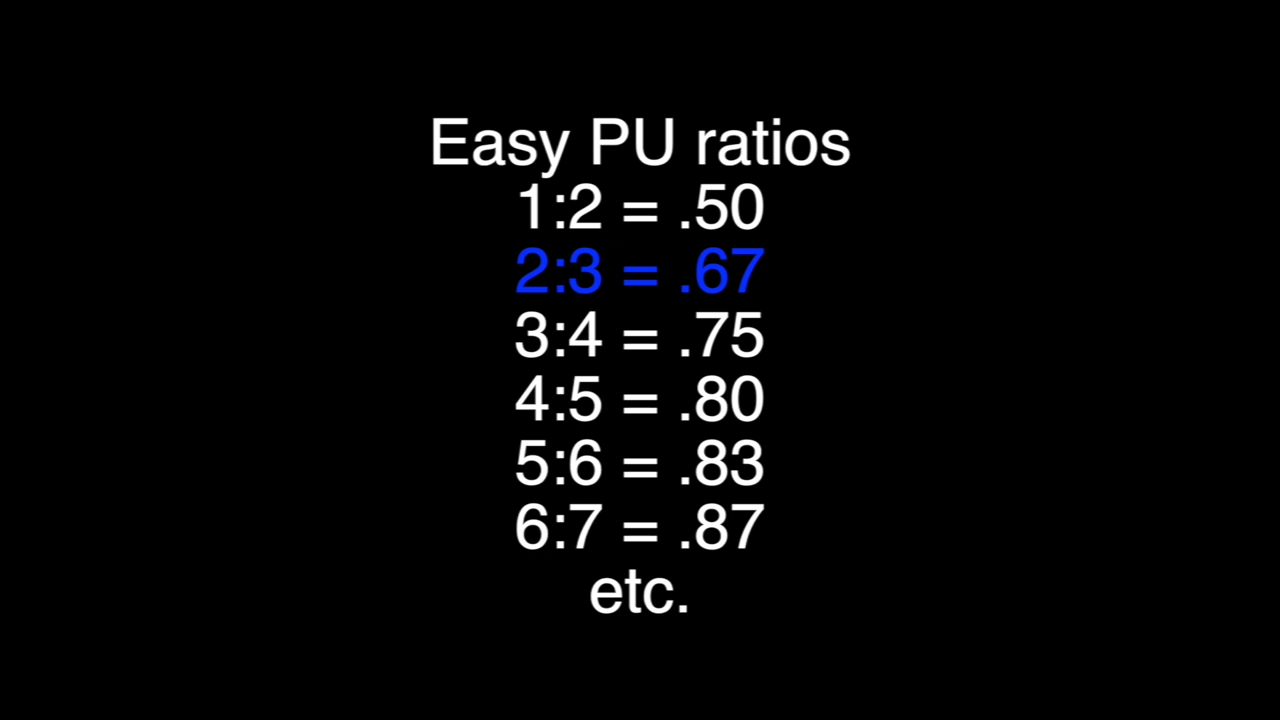 Easy PU ratios
1:2 = .50
2:3 = .67
3:4 = .75
4:5 = .80
5:6 = .83
6:7 = .87
etc.